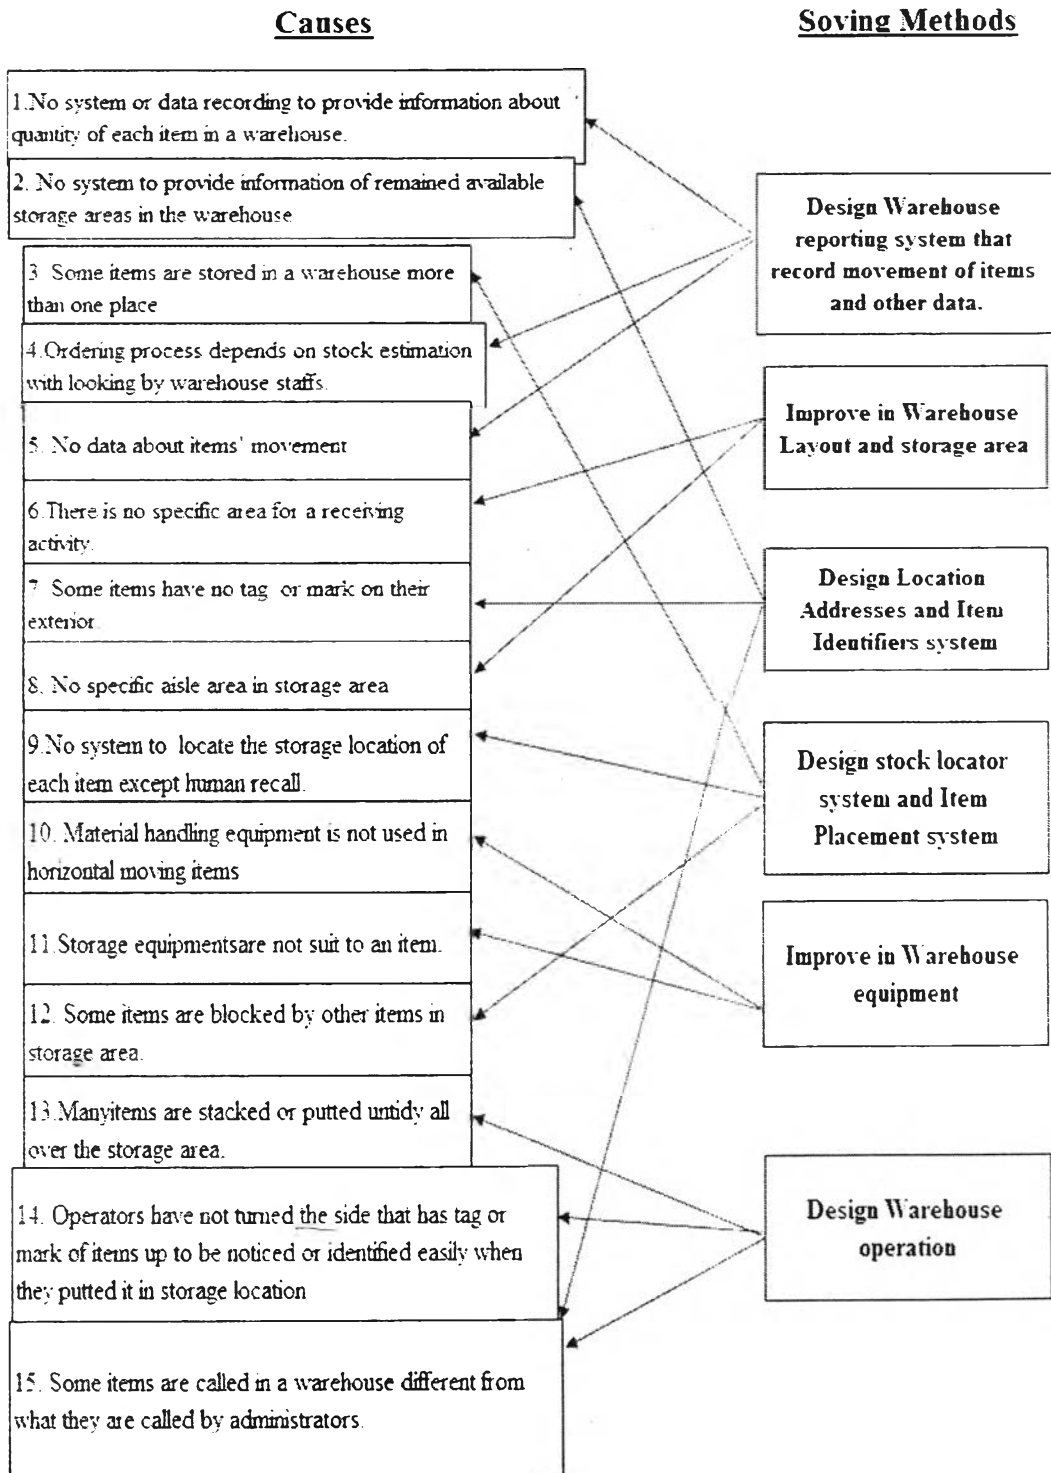 Causes
Soving Methods
1.No system or data recording to provide information about
quantity of each item in a warehouse.
2. No system to provide information of remained available
storage areas in the warehouse
3 Some items are stored in a warehouse more
than one place
4.Ordering process depends on stock estimation
with looking by warehouse staffs.
5. No data about items' movement
6.There is no specific area for a receiving
activity.
7 Some items have no tag or mark on their
exterior.
8. No specific aisle area in storage area
9.No system to locate the storage location of
each item except human recall.
10. Material handling equipment is not used in
horizontal moving items
11.Storage equipmentsare not suit to an item.
12. Some items are blocked by other items in
storage area.
13.Manyitems are stacked or putted untidy all
over the storage area.
14. Operators have not turned the side that has tag or
mark of items up to be noticed or identified easily when
they putted it in storage location
15. Some items are called in a warehouse different from
what they are called by administrators.
Design Warehouse
reporting system that
record movement of items
and other data.
Improve in Warehouse
Layout and storage area
Design Location
Addresses and Item
Identifiers system
Design stock locator
system and Item
Placement system
Improve in Warehouse
equipment
Design Warehouse
operation